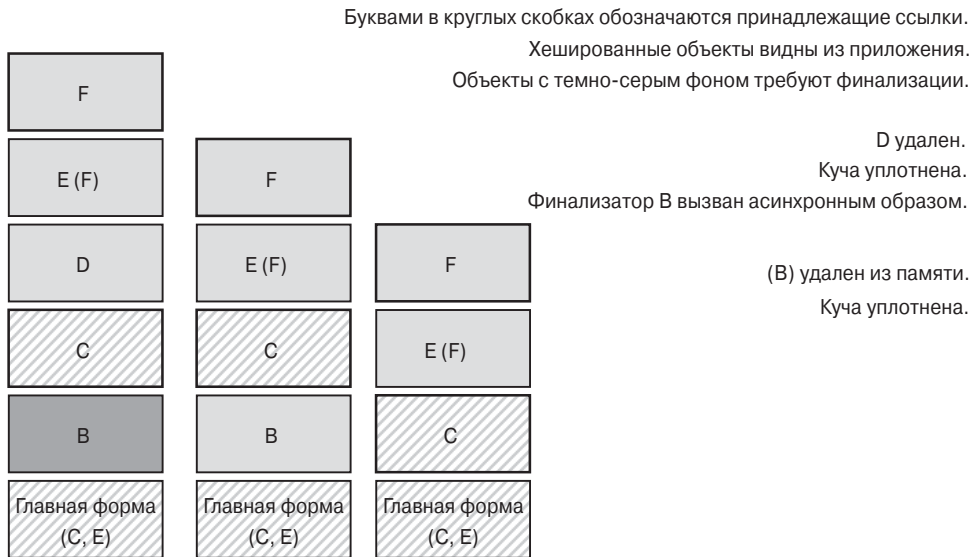 Буквами в круглых скобках обозначаются принадлежащие ссылки.
Хешированные объекты видны из приложения.
Объекты с темно-серым фоном требуют финализации.
D удален.
Куча уплотнена.
Финализатор B вызван асинхронным образом.
(B) удален из памяти.
Куча уплотнена.
F
E (F)
D
C
B
Главная форма
(C, E)
F
E (F)
C
B
Главная форма
(C, E)
F
E (F)
C
Главная форма
(C, E)